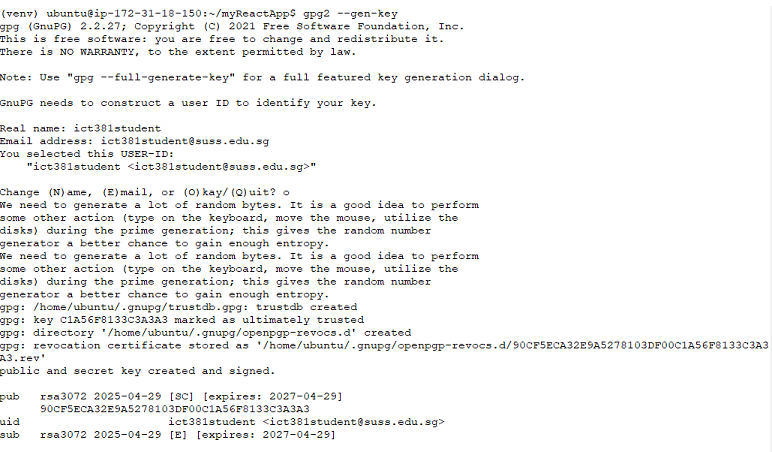 (venv) ubuntu@ip-172-31-18-150:~/myReactApp$ gpg2 --gen-key
gpg (GnuPG) 2.2.27; Copyright (C) 2021 Free Software Foundation, Inc.
This is free software: you are free to change and redistribute it.
There is NO WARRANTY, to the extent permitted by law.

Note: Use "gpg --full-generate-key" for a full featured key generation dialog.

GnuPG needs to construct a user ID to identify your key.

Real name: ict381student
Email address: ict381student@suss.edu.sg
You selected this USER-ID:
    "ict381student <ict381student@suss.edu.sg>"

Change (N)ame, (E)mail, or (O)kay/(Q)uit? o
We need to generate a lot of random bytes. It is a good idea to perform
some other action (type on the keyboard, move the mouse, utilize the
disks) during the prime generation; this gives the random number
generator a better chance to gain enough entropy.
We need to generate a lot of random bytes. It is a good idea to perform
some other action (type on the keyboard, move the mouse, utilize the
disks) during the prime generation; this gives the random number
generator a better chance to gain enough entropy.
gpg: /home/ubuntu/.gnupg/trustdb.gpg: trustdb created
gpg: key C1A56F8133C3A3A3 marked as ultimately trusted
gpg: directory '/home/ubuntu/.gnupg/openpgp-revocs.d' created
gpg: revocation certificate stored as '/home/ubuntu/.gnupg/openpgp-revocs.d/90CF5ECA32E9A5278103DF00C1A56F8133C3A3
A3.rev'
public and secret key created and signed.

pub   rsa3072 2025-04-29 [SC] [expires: 2027-04-29]
      90CF5ECA32E9A5278103DF00C1A56F8133C3A3A3
uid                      ict381student <ict381student@suss.edu.sg>
sub   rsa3072 2025-04-29 [E] [expires: 2027-04-29]